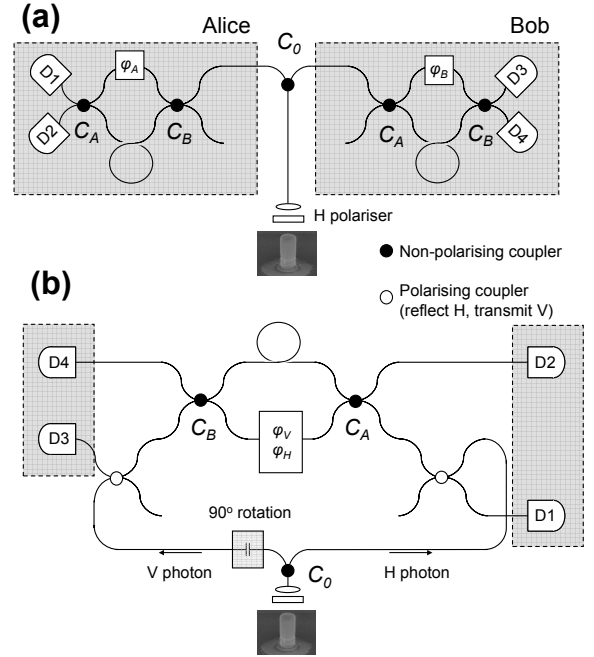 (a)
Alice
C0
Bob
D1
φA
φB
D3
D2
D4
CA
CB
CA
CB
H polariser
Non-polarising coupler
Polarising coupler
(reflect H, transmit V)
(b)
D4
D2
CB
CA
D3
φV
φH
90° rotation
D1
V photon
C0
H photon